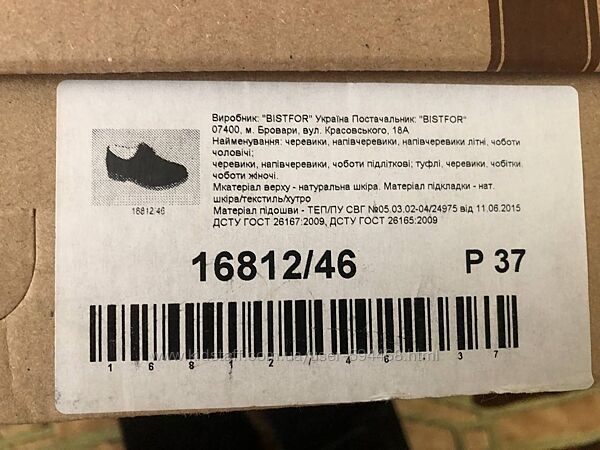 Виробник: "BISTFOR" Україна Постачальник: "BISTFOR"
07400, м. Бровари, вул. Красовського, 18А
Найменування: черевики, напівчеревики, напівчеревики літні, чоботи
чоловічі;
черевики, напівчеревики, чоботи підліткові; туфлі, черевики, чобітки,
чоботи жіночі.
Мкатеріал верху - натуральна шкіра. Матеріал підкладки - нат.
шкіра/текстиль/хутро
Матеріал підошви - ТЕП/ПУ СВГ №05.03.02-04/24975 від 11.06.2015
ДСТУ ГОСТ 26167:2009, ДСТУ ГОСТ 26165:2009
16812/46
16812/46 Р 37
1 6 8 1 2 / 4 6 - 3 7